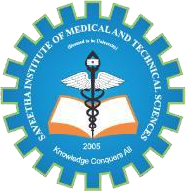 SAVEETHA INSTITUTE OF MEDICAL AND TECHNICAL SCIENCES
(Deemed to be University)
2005
Knowledge Conquers All